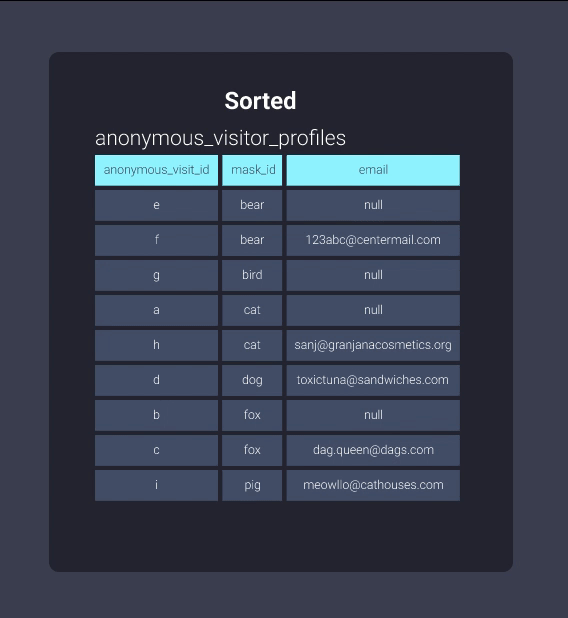 Sorted
anonymous_visitor_profiles
anonymous_visit_id mask_id email
e bear null
f bear 123abc@centermail.com
g bird null
a cat null
h cat sanj@granjanacosmetics.org
d dog toxictuna@sandwiches.com
b fox null
c fox dag.queen@dags.com
i pig meowllo@cathouses.com